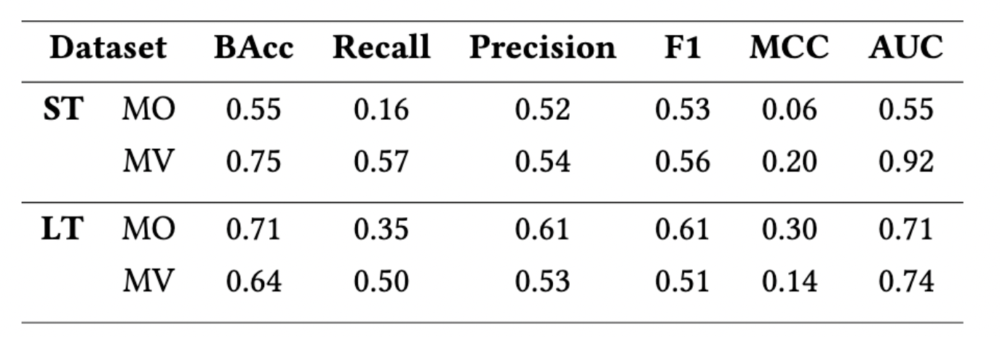 Dataset BAcc Recall Precision F1 MCC AUC
ST MO 0.55 0.16 0.52 0.53 0.06 0.55
MV 0.75 0.57 0.54 0.56 0.20 0.92
LT MO 0.71 0.35 0.61 0.61 0.30 0.71
MV 0.64 0.50 0.53 0.51 0.14 0.74